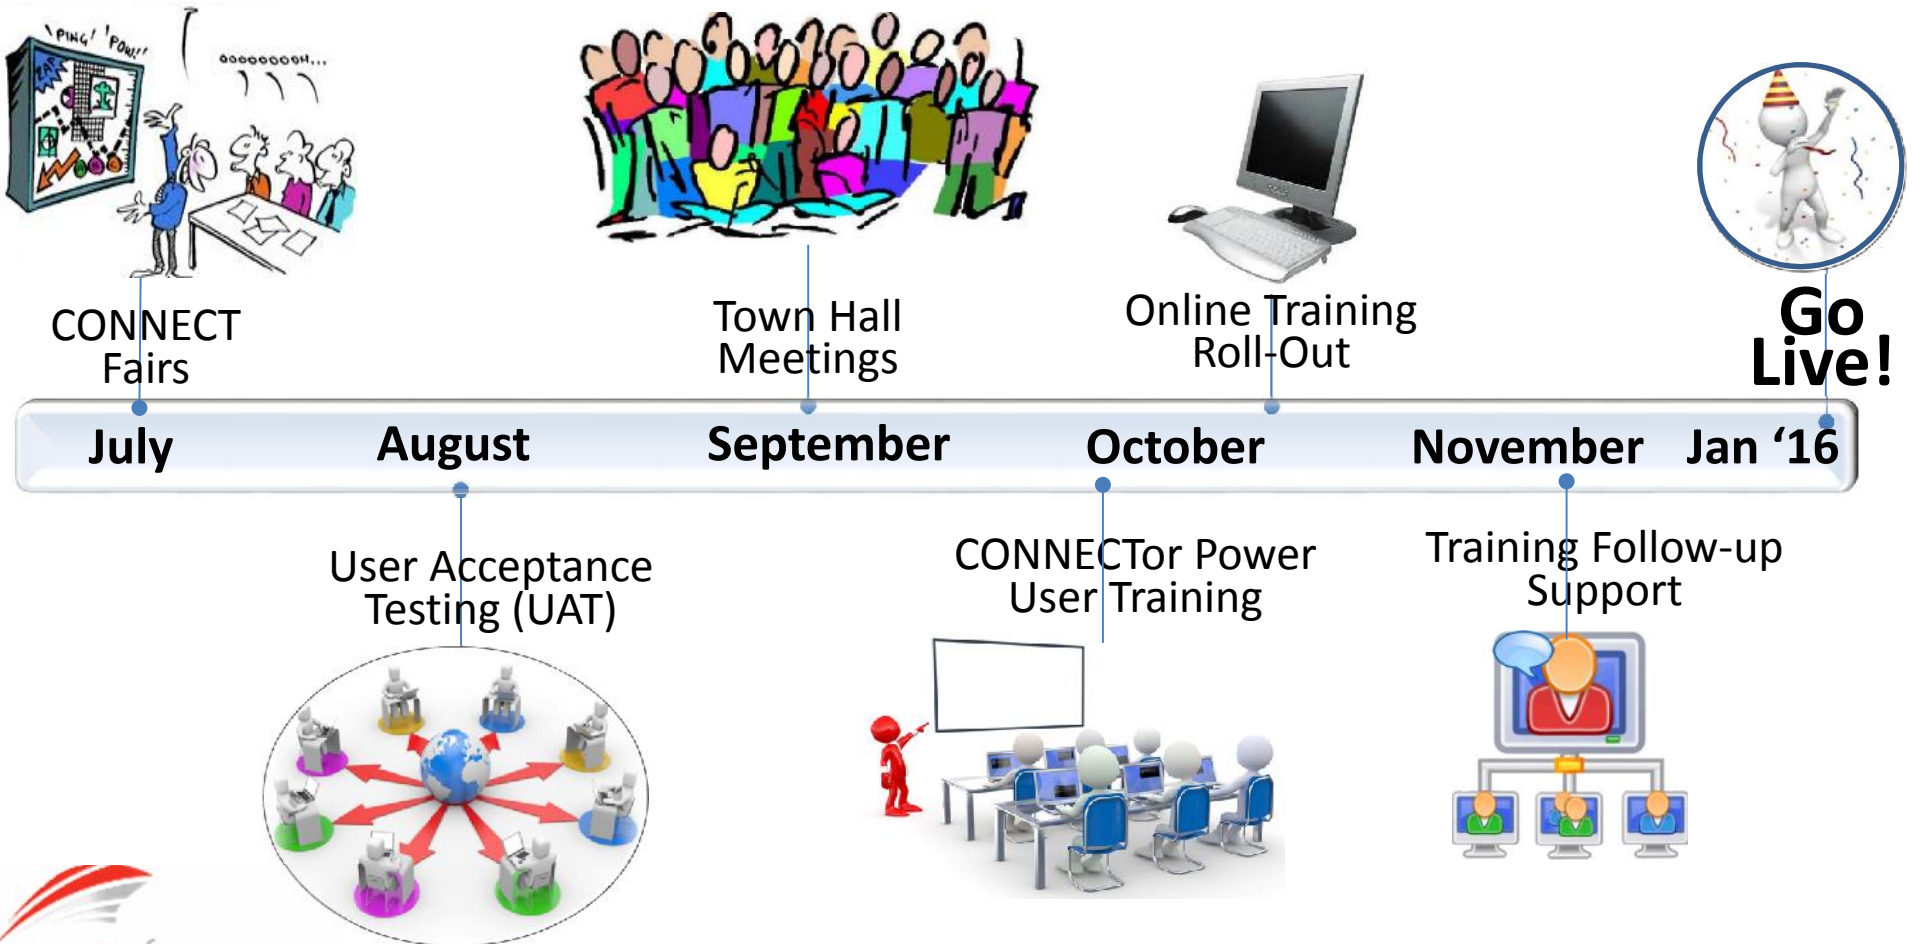 PING! POW!!
ZAP
OOOOOOOOH...
CONNECT
Fairs
Town Hall
Meetings
Online Training
Roll-Out
Go
Live!
July
August
September
October
November
Jan ‘16
User Acceptance
Testing (UAT)
CONNECTor Power
User Training
Training Follow-up
Support